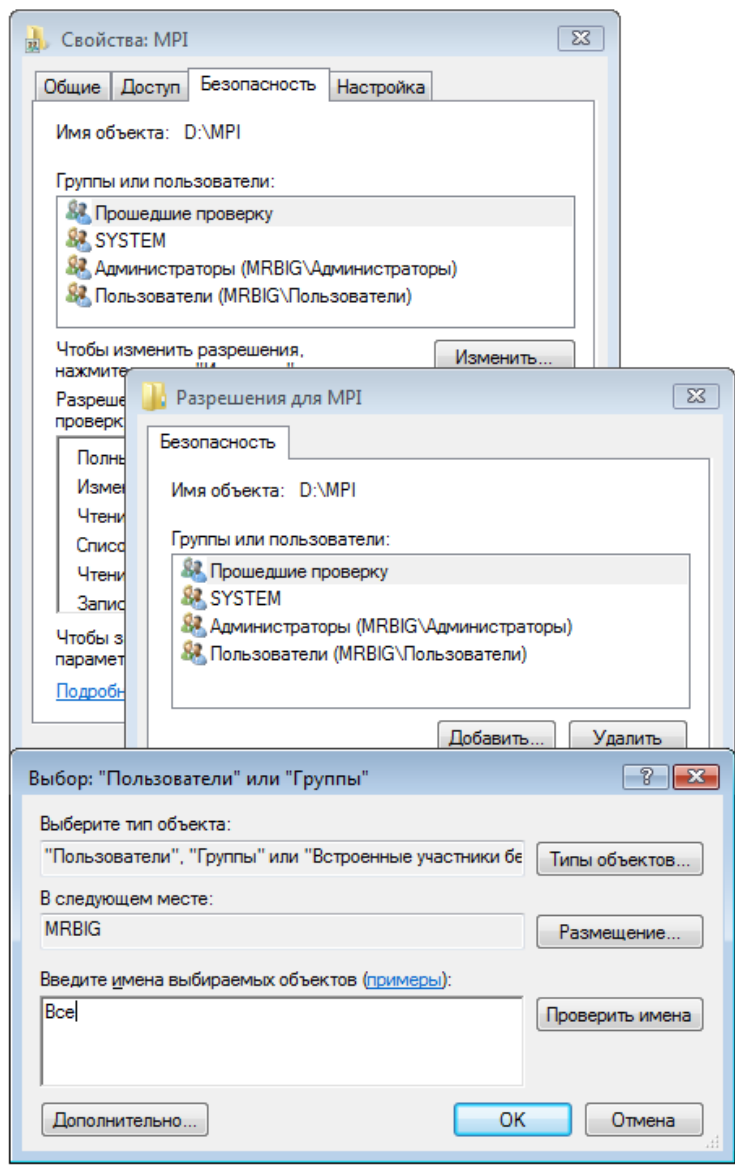 Свойства: MPI
Общие Доступ Безопасность Настройка
Имя объекта: D:\MPI
Группы или пользователи:
Прошедшие проверку
SYSTEM
Администраторы (MRBIG\Администраторы)
Пользователи (MRBIG\Пользователи)
Чтобы изменить разрешения,
Изменить...
Разрешения для MPI
Безопасность
Имя объекта: D:\MPI
Группы или пользователи:
Прошедшие проверку
SYSTEM
Администраторы (MRBIG\Администраторы)
Пользователи (MRBIG\Пользователи)
Добавить... Удалить
Выбор: "Пользователи" или "Группы"
Выберите тип объекта:
"Пользователи", "Группы" или "Встроенные участники бе
Типы объектов...
В следующем месте:
MRBIG
Размещение...
Введите имена выбираемых объектов (примеры):
Все
Проверить имена
Дополнительно... OK Отмена